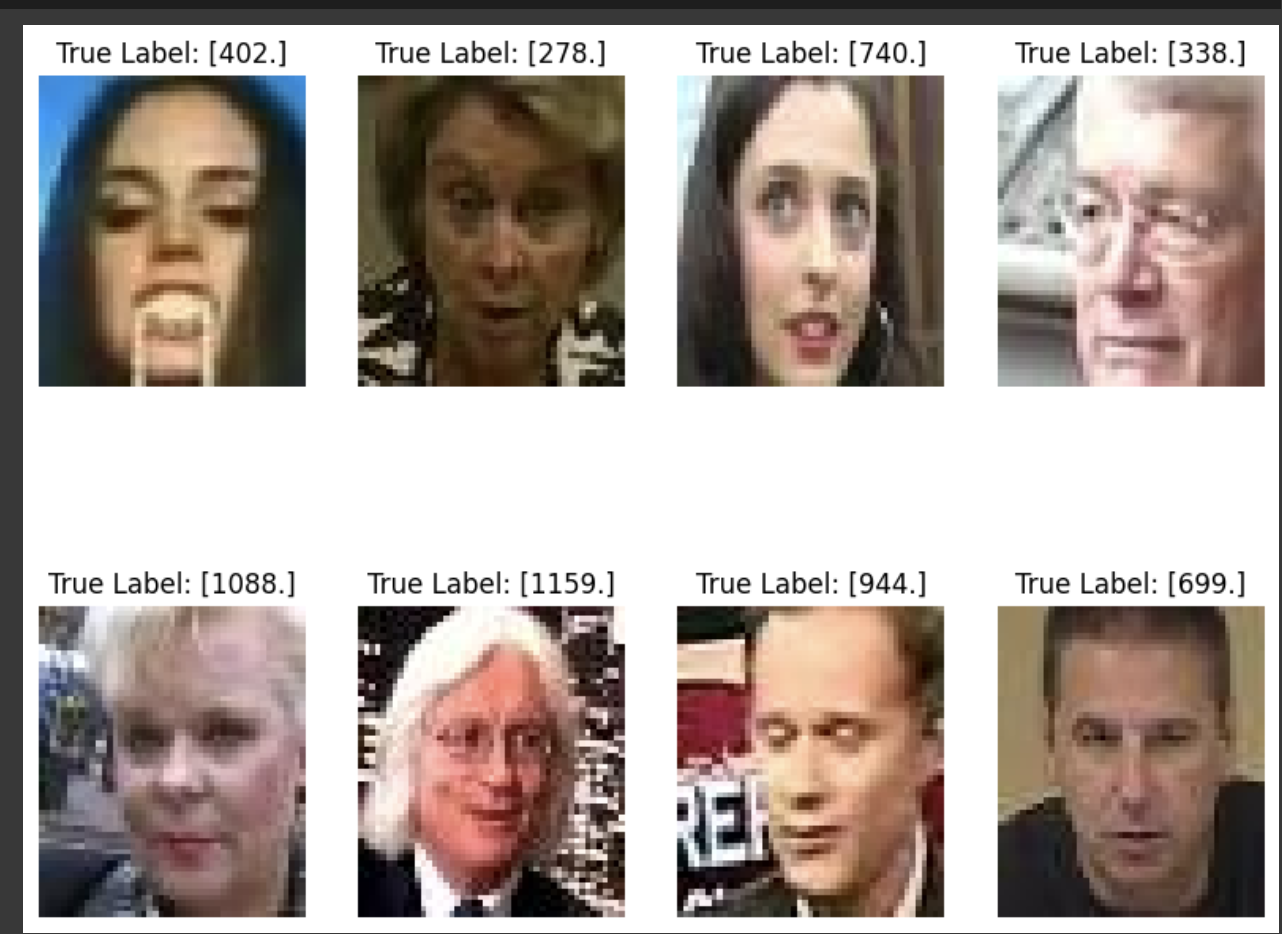 True Label: [402.]
True Label: [278.]
True Label: [740.]
True Label: [338.]
True Label: [1088.]
True Label: [1159.]
True Label: [944.]
True Label: [699.]
REI